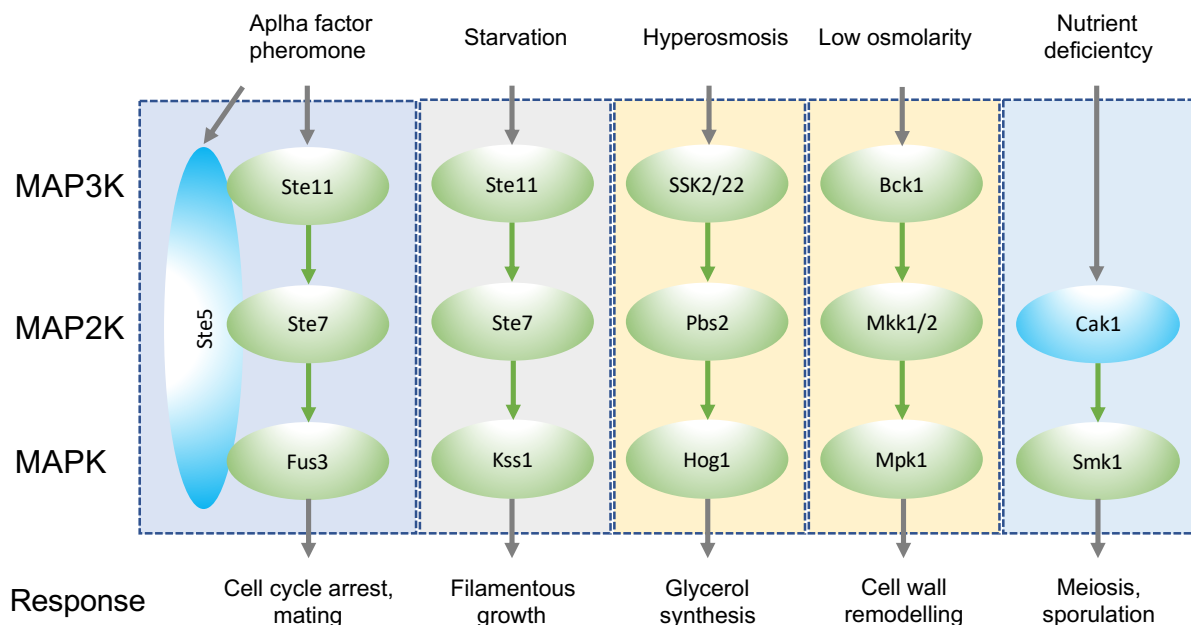 Aplha factor
pheromone
Starvation
Hyperosmosis
Low osmolarity
Nutrient
deficientcy
MAP3K
Ste11
Ste11
SSK2/22
Bck1
Ste5
MAP2K
Ste7
Ste7
Pbs2
Mkk1/2
Cak1
MAPK
Fus3
Kss1
Hog1
Mpk1
Smk1
Response
Cell cycle arrest,
mating
Filamentous
growth
Glycerol
synthesis
Cell wall
remodelling
Meiosis,
sporulation